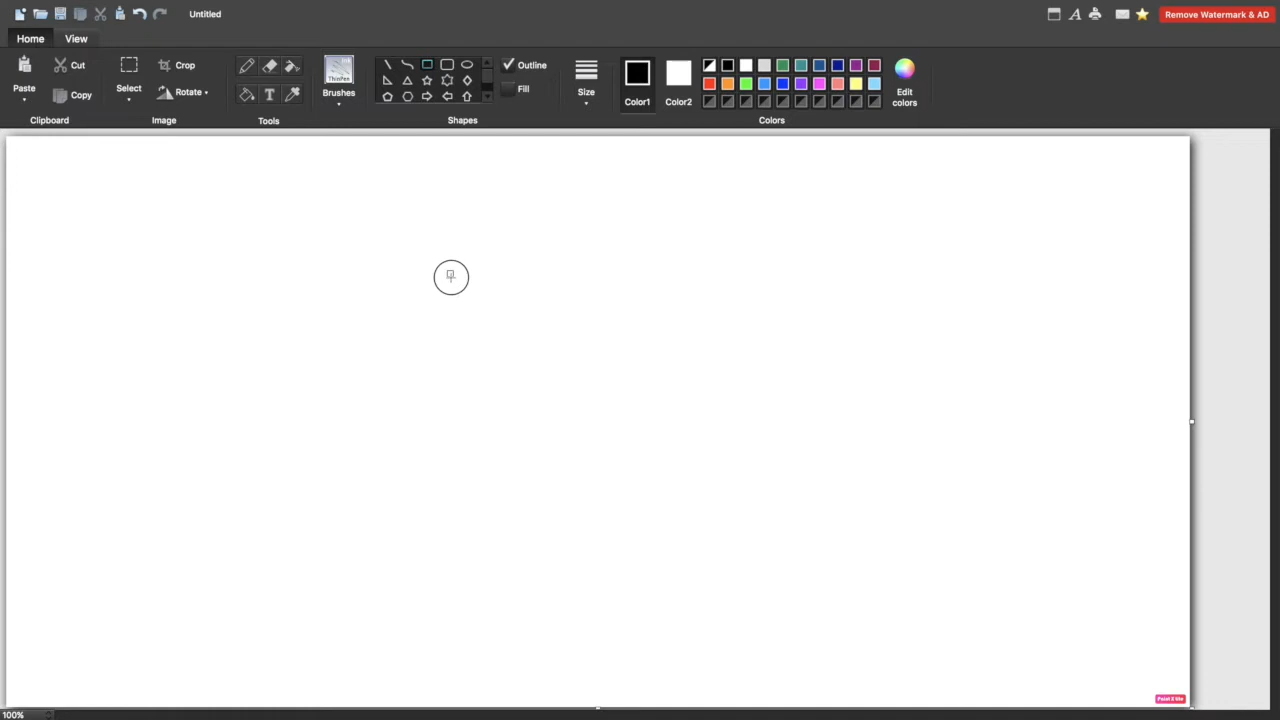 Untitled
Remove Watermark & AD
Home
View
Paste
Cut
Copy
Clipboard
Select
Crop
Rotate
Image
Tools
ThinPen
Brushes
Shapes
Outline
Fill
Size
Color1
Color2
Colors
Edit
colors
100%